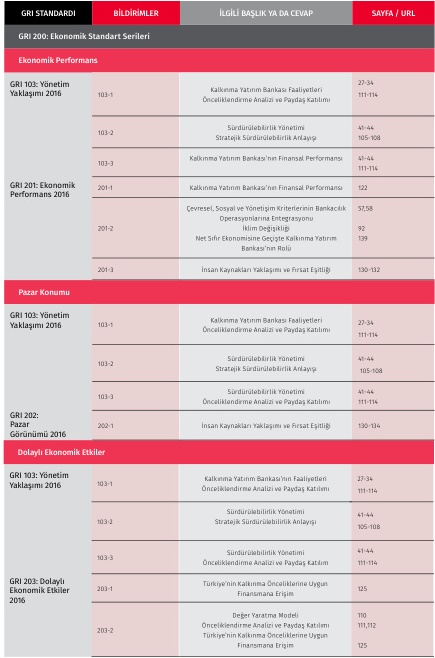 GRI STANDARDI BİLDİRİMLER İLGİLİ BAŞLIK YA DA CEVAP SAYFA / URL
GRI 200: Ekonomik Standart Serileri
Ekonomik Performans
GRI 103: Yönetim
Yaklaşımı 2016
103-1
Kalkınma Yatırım Bankası Faaliyetleri
Önceliklendirme Analizi ve Paydaş Katılımı
27-34
111-114
103-2
Sürdürülebilirlik Yönetimi
Stratejik Sürdürülebilirlik Anlayışı
41-44
105-108
103-3
Kalkınma Yatırım Bankası'nın Finansal Performansı
41-44
111-114
GRI 201: Ekonomik
Performans 2016
201-1
Kalkınma Yatırım Bankası'nın Finansal Performansı
122
201-2
Çevresel, Sosyal ve Yönetişim Kriterlerinin Bankacılık
Operasyonlarına Entegrasyonu
İklim Değişikliği
Net Sıfır Ekonomisine Geçişte Kalkınma Yatırım
Bankası'nın Rolü
57,58
92
139
201-3
İnsan Kaynakları Yaklaşımı ve Fırsat Eşitliği
130-132
Pazar Konumu
GRI 103: Yönetim
Yaklaşımı 2016
103-1
Kalkınma Yatırım Bankası Faaliyetleri
Önceliklendirme Analizi ve Paydaş Katılımı
27-34
111-114
103-2
Sürdürülebilirlik Yönetimi
Stratejik Sürdürülebilirlik Anlayışı
41-44
105-108
103-3
Sürdürülebilirlik Yönetimi
Önceliklendirme Analizi ve Paydaş Katılımı
41-44
111-114
GRI 202:
Pazar
Görünümü 2016
202-1
İnsan Kaynakları Yaklaşımı ve Fırsat Eşitliği
130-134
Dolaylı Ekonomik Etkiler
GRI 103: Yönetim
Yaklaşımı 2016
103-1
Kalkınma Yatırım Bankası'nın Faaliyetleri
Önceliklendirme Analizi ve Paydaş Katılımı
27-34
111-114
103-2
Sürdürülebilirlik Yönetimi
Stratejik Sürdürülebilirlik Anlayışı
41-44
105-108
103-3
Sürdürülebilirlik Yönetimi
Önceliklendirme Analizi ve Paydaş Katılım
41-44
111-114
GRI 203: Dolaylı
Ekonomik Etkiler
2016
203-1
Türkiye'nin Kalkınma Önceliklerine Uygun
Finansmana Erişim
125
203-2
Değer Yaratma Modeli
Önceliklendirme Analizi ve Paydaş Katılımı
Türkiye'nin Kalkınma Önceliklerine Uygun
Finansmana Erişim
110
111,112
125